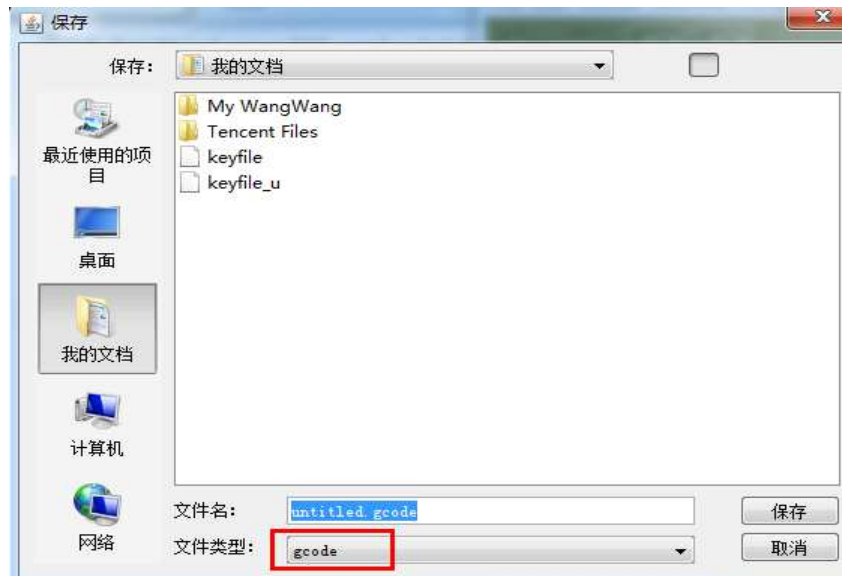 保存
保存：
我的文档
My WangWang
Tencent Files
keyfile
keyfile_u
最近使用的项
目
桌面
我的文档
计算机
网络
文件名：
untitled.gcode
保存
文件类型：
gcode
取消